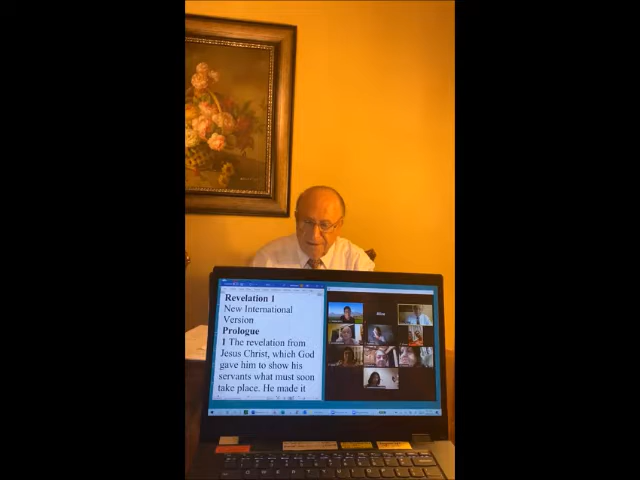 Revelation 1
New International
Version
Prologue
1 The revelation from
Jesus Christ, which God
gave him to show his
servants what must soon
take place. He made it